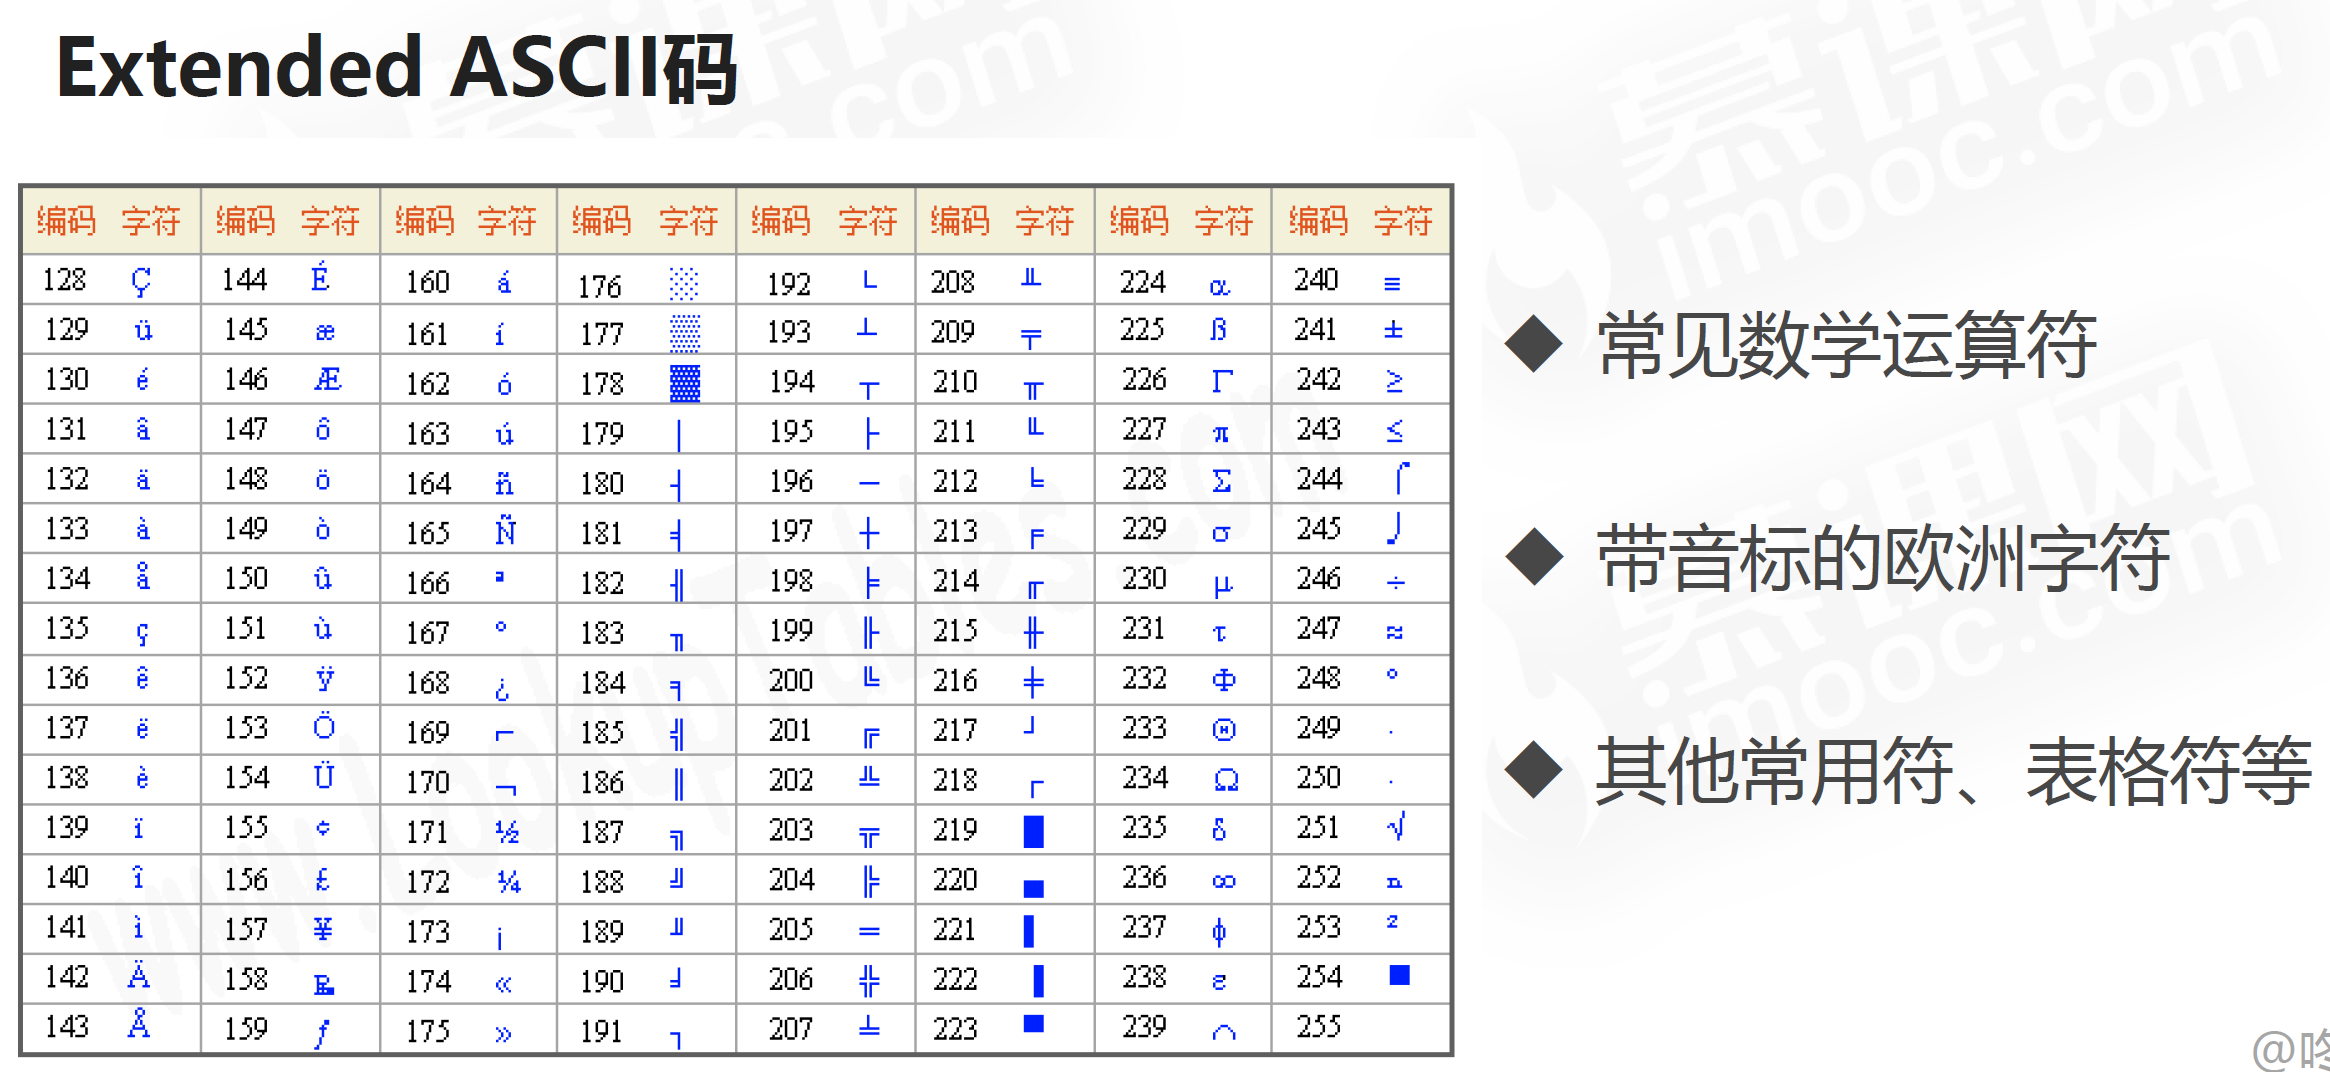 Extended ASCII码
编码 字符 编码 字符 编码 字符 编码 字符 编码 字符 编码 字符 编码 字符 编码 字符
128 Ç 144 É 160 á 176 ░ 192 └ 208 ╨ 224 α 240 ≡
129 ü 145 æ 161 í 177 ▒ 193 ┴ 209 ╤ 225 ß 241 ±
130 é 146 Æ 162 ó 178 ▓ 194 ┬ 210 ╥ 226 Γ 242 ≥
131 â 147 ô 163 ú 179 │ 195 ├ 211 ╙ 227 π 243 ≤
132 ä 148 ö 164 ñ 180 ┤ 196 ─ 212 ╘ 228 Σ 244 ⌠
133 à 149 ò 165 Ñ 181 ╡ 197 ┼ 213 ╒ 229 σ 245 ⌡
134 å 150 û 166 ª 182 ╢ 198 ╞ 214 ╓ 230 µ 246 ÷
135 ç 151 ù 167 º 183 ╖ 199 ╟ 215 ╫ 231 τ 247 ≈
136 ê 152 ÿ 168 ¿ 184 ╕ 200 ╚ 216 ╪ 232 Φ 248 °
137 ë 153 Ö 169 ⌐ 185 ╣ 201 ╔ 217 ┘ 233 Θ 249 ·
138 è 154 Ü 170 ¬ 186 ║ 202 ╩ 218 ┌ 234 Ω 250 ·
139 ï 155 ¢ 171 ½ 187 ╗ 203 ╦ 219 █ 235 δ 251 √
140 î 156 £ 172 ¼ 188 ╝ 204 ╠ 220 ▄ 236 ∞ 252 ⁿ
141 ì 157 ¥ 173 ¡ 189 ╜ 205 ═ 221 ▌ 237 φ 253 ²
142 Ä 158 ₧ 174 « 190 ╛ 206 ╬ 222 ▐ 238 ε 254 ■
143 Å 159 ƒ 175 » 191 ┐ 207 ╧ 223 ▀ 239 ∩ 255
◆ 常见数学运算符
◆ 带音标的欧洲字符
◆ 其他常用符、表格符等
www.LookupTables.com
慕课网
imooc.com
慕课网
imooc.com
@咚